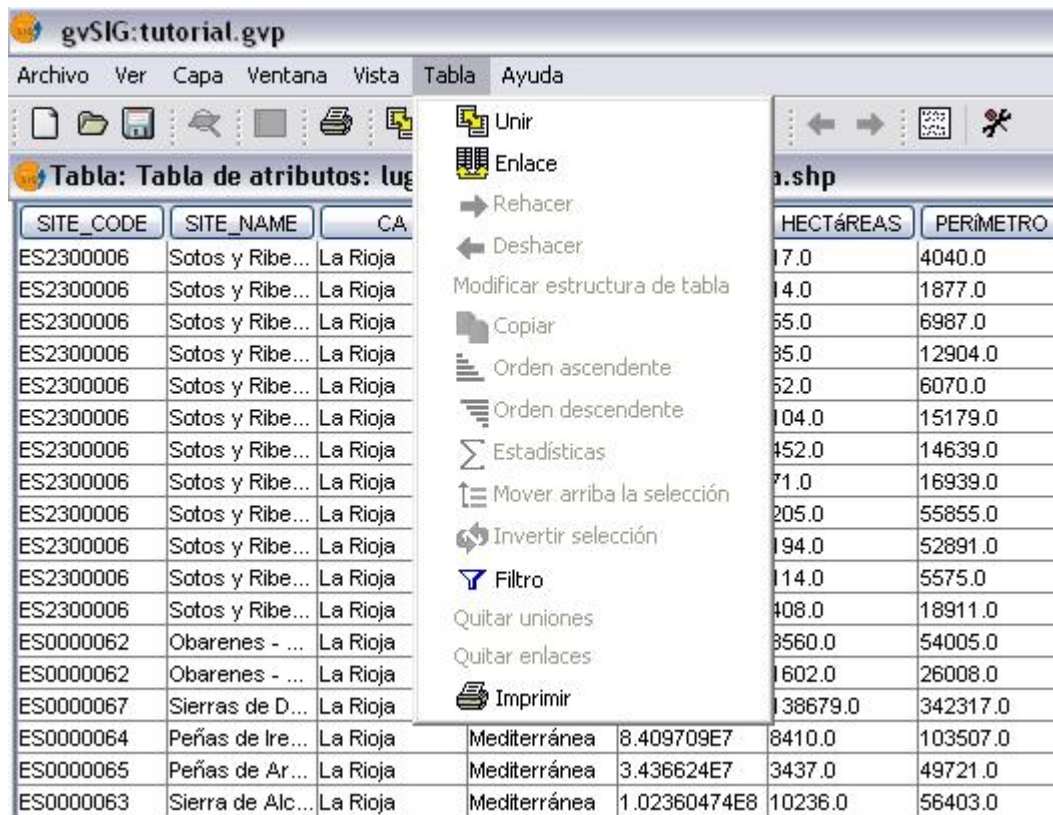 gvSIG:tutorial.gvp
Archivo Ver Capa Ventana Vista Tabla Ayuda
Unir
Enlace
Rehacer
Deshacer
Modificar estructura de tabla
Copiar
Orden ascendente
Orden descendente
Estadísticas
Mover arriba la selección
Invertir selección
Filtro
Quitar uniones
Quitar enlaces
Imprimir
Tabla: Tabla de atributos: .shp
SITE_CODE SITE_NAME CA HECTáREAS PERíMETRO
ES2300006 Sotos y Ribe... La Rioja 17.0 4040.0
ES2300006 Sotos y Ribe... La Rioja 14.0 1877.0
ES2300006 Sotos y Ribe... La Rioja 55.0 6987.0
ES2300006 Sotos y Ribe... La Rioja 12904.0
ES2300006 Sotos y Ribe... La Rioja 52.0 6070.0
ES2300006 Sotos y Ribe... La Rioja 104.0 15179.0
ES2300006 Sotos y Ribe... La Rioja 452.0 14639.0
ES2300006 Sotos y Ribe... La Rioja 71.0 16939.0
ES2300006 Sotos y Ribe... La Rioja 205.0 55855.0
ES2300006 Sotos y Ribe... La Rioja 194.0 52891.0
ES2300006 Sotos y Ribe... La Rioja 114.0 5575.0
ES2300006 Sotos y Ribe... La Rioja 408.0 18911.0
ES0000062 Obarenes - ... La Rioja 54005.0
ES0000062 Obarenes - ... La Rioja 1602.0 26008.0
ES0000067 Sierras de D... La Rioja 138679.0 342317.0
ES0000064 Peñas de Ire... La Rioja Mediterránea 8.409709E7 8410.0 103507.0
ES0000065 Peñas de Ar... La Rioja Mediterránea 3.436624E7 3437.0 49721.0
ES0000063 Sierra de Alc... La Rioja Mediterránea 1.02360474E8 10236.0 56403.0